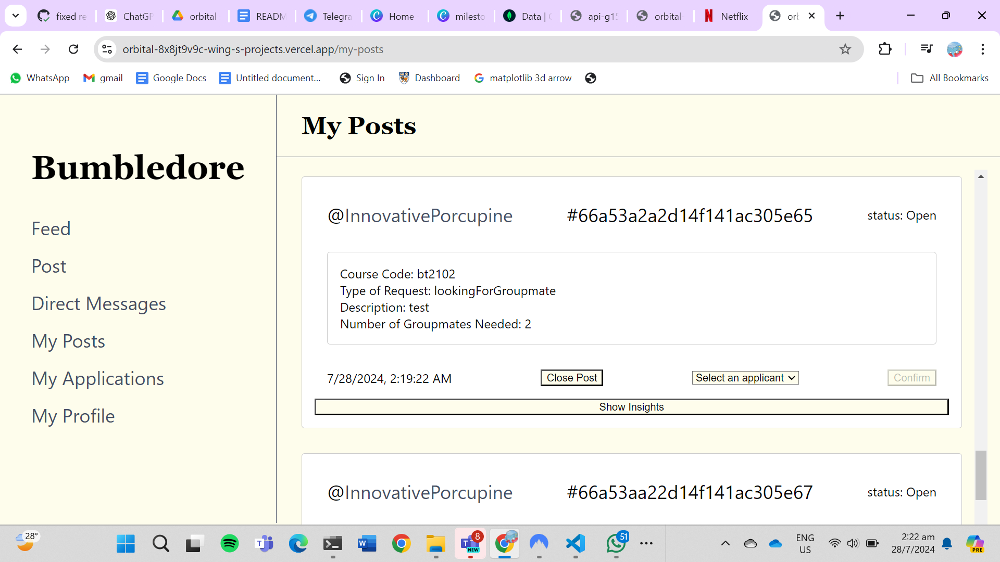 fixed re
ChatGP
orbital
READM
Telegra
Home
milesto
Data | C
api-g15
orbital-
Netflix
orb
orbital-8x8jt9v9c-wing-s-projects.vercel.app/my-posts
WhatsApp
gmail
Google Docs
Untitled document...
Sign In
Dashboard
matplotlib 3d arrow
All Bookmarks
Bumbledore
Feed
Post
Direct Messages
My Posts
My Applications
My Profile
My Posts
@InnovativePorcupine #66a53a2a2d14f141ac305e65 status: Open
Course Code: bt2102
Type of Request: lookingForGroupmate
Description: test
Number of Groupmates Needed: 2
7/28/2024, 2:19:22 AM Close Post Select an applicant Confirm
Show Insights
@InnovativePorcupine #66a53aa22d14f141ac305e67 status: Open
28°
8
NEW
51
ENG
US
2:22 am
28/7/2024
PRE